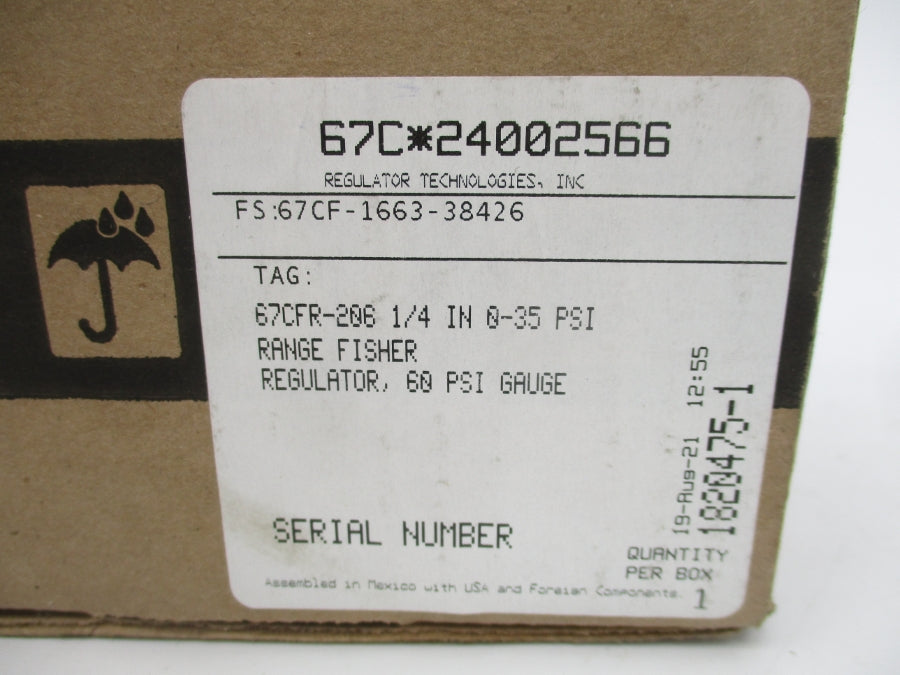 67C*24002566
REGULATOR TECHNOLOGIES, INC
FS:67CF-1663-38426
TAG:
67CFR-206 1/4 IN 0-35 PSI
RANGE FISHER
REGULATOR, 60 PSI GAUGE
19-Aug-21 12:55
1820475-1
SERIAL NUMBER
QUANTITY
PER BOX
1
Assembled in Mexico with USA and Foreign Components.